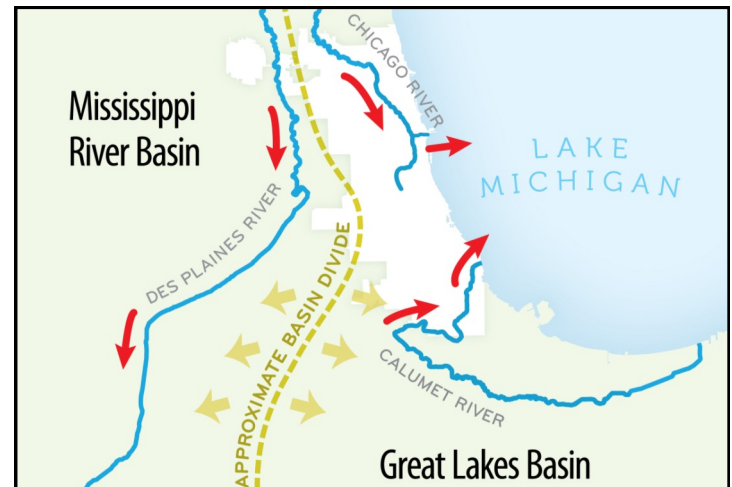 CHICAGO RIVER
Mississippi
River Basin
LAKE
MICHIGAN
DES PLAINES RIVER
APPROXIMATE BASIN DIVIDE
CALUMET RIVER
Great Lakes Basin